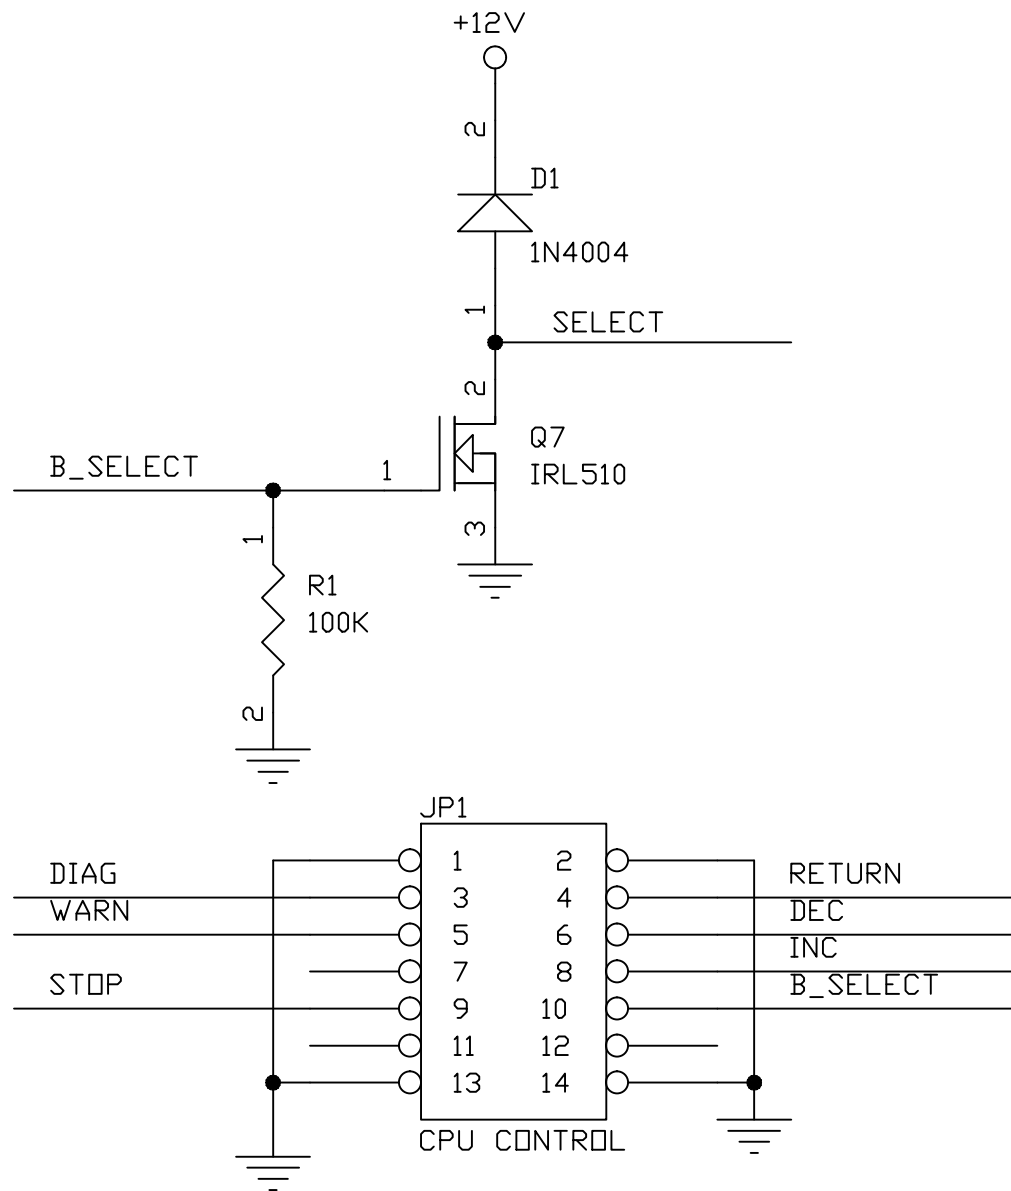 +12V
2
D1
1N4004
1
SELECT
2
Q7
IRL510
B_SELECT
1
3
1
R1
100K
2
JP1
1 2
DIAG 3 4 RETURN
WARN 5 6 DEC
7 8 INC
STOP 9 10 B_SELECT
11 12
13 14
CPU CONTROL